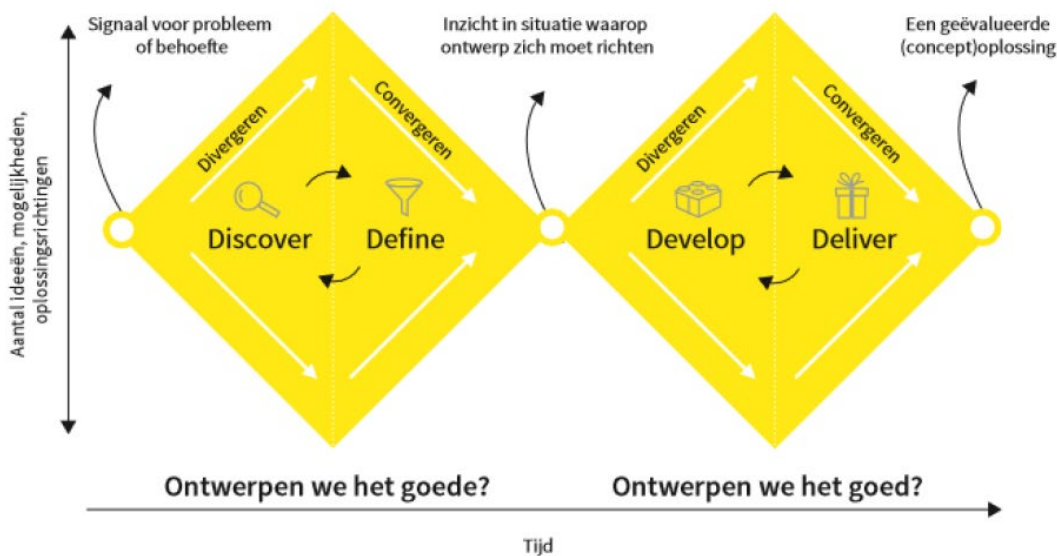 Signaal voor probleem
of behoefte
Inzicht in situatie waarop
ontwerp zich moet richten
Een geëvalueerde
(concept)oplossing
Aantal ideeën, mogelijkheden,
oplossingsrichtingen
Divergeren
Convergeren
Divergeren
Convergeren
Discover
Define
Develop
Deliver
Ontwerpen we het goede?
Ontwerpen we het goed?
Tijd